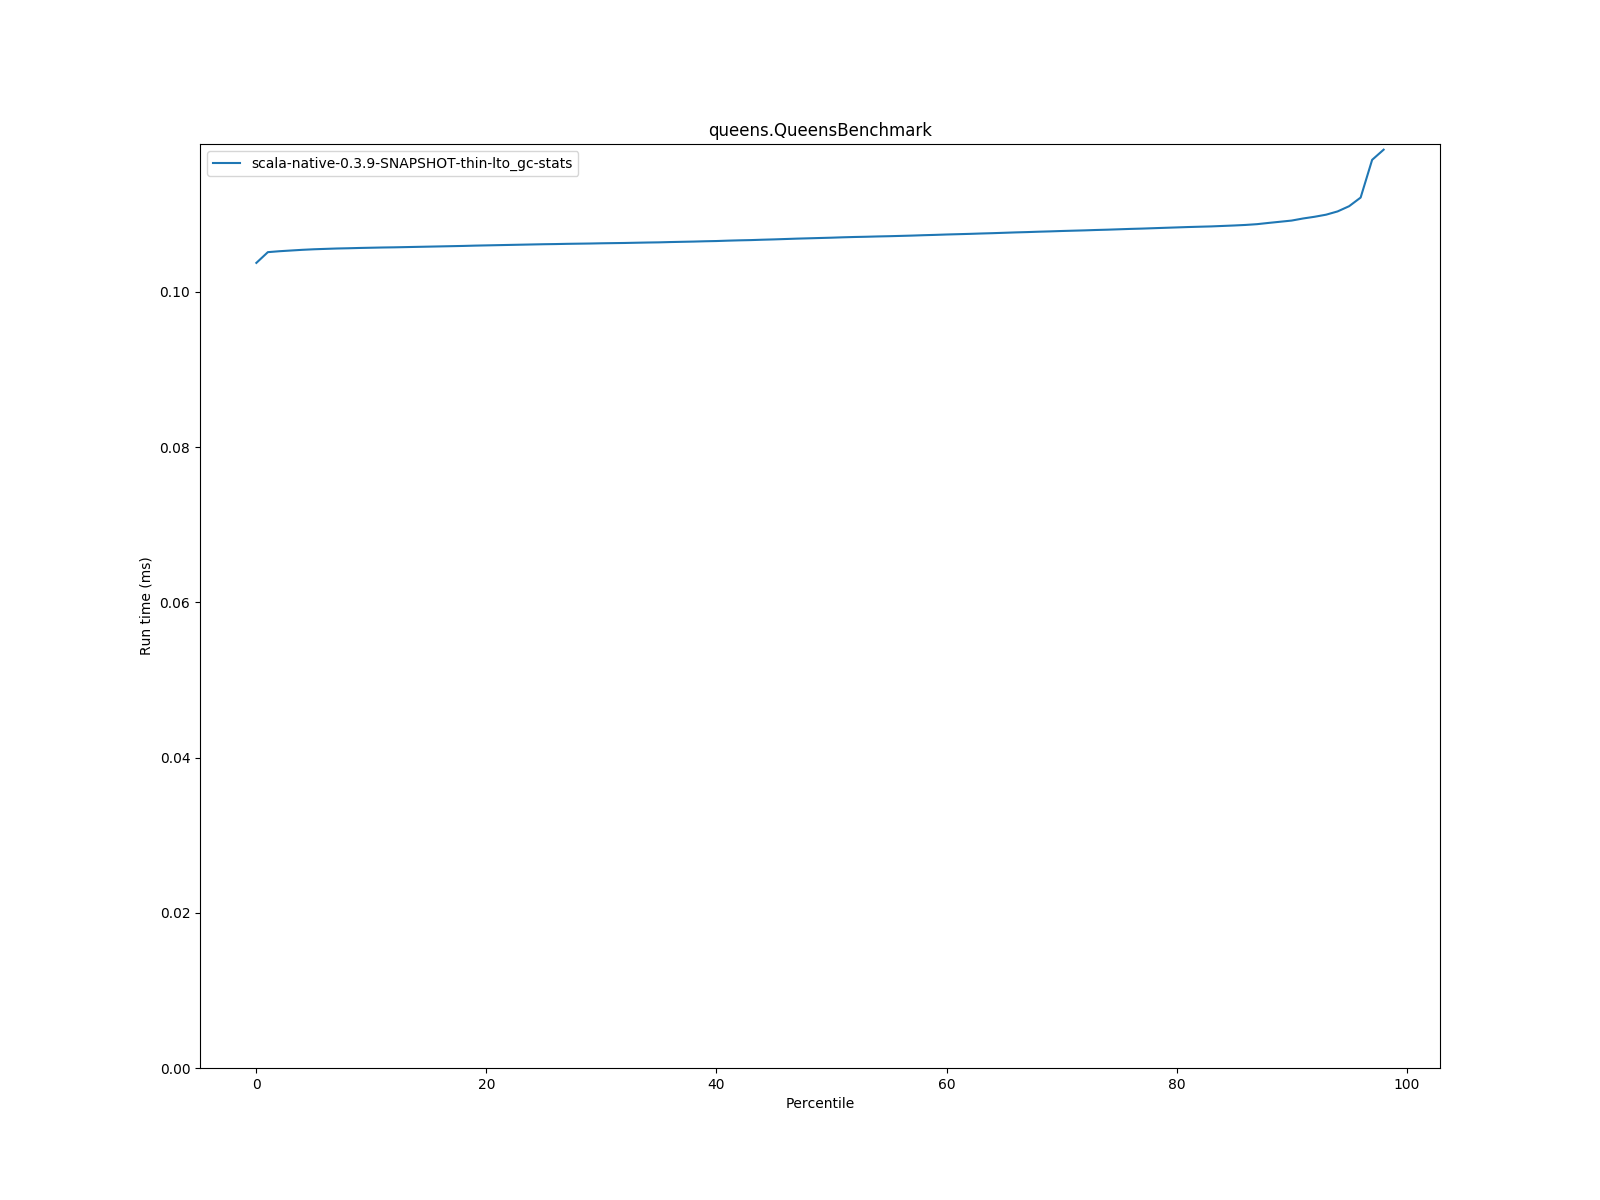 queens.QueensBenchmark
scala-native-0.3.9-SNAPSHOT-thin-lto_gc-stats
0.10
0.08
0.06
0.04
0.02
0.00
Run time (ms)
0 20 40 60 80 100
Percentile